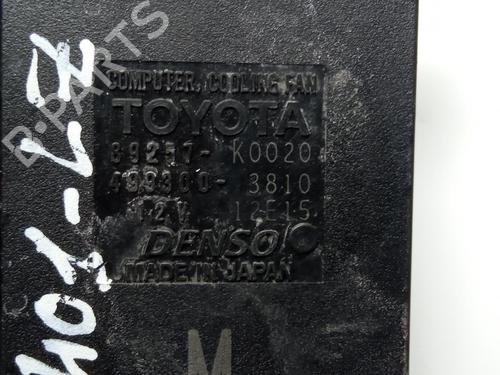 COMPUTER, COOLING FAN
TOYOTA
89257-K0020
499300-3810
12V 12E15
DENSO
MADE IN JAPAN
M
B-PARTS